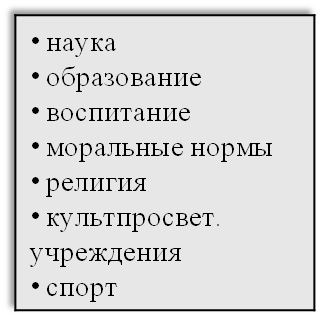 • наука
• образование
• воспитание
• моральные нормы
• религия
• культпросвет.
учреждения
• спорт